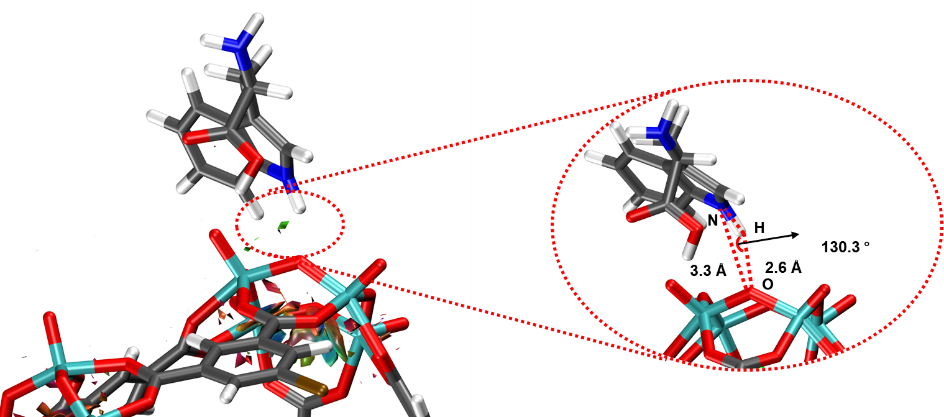 N
H
130.3 °
3.3 Å
2.6 Å
O